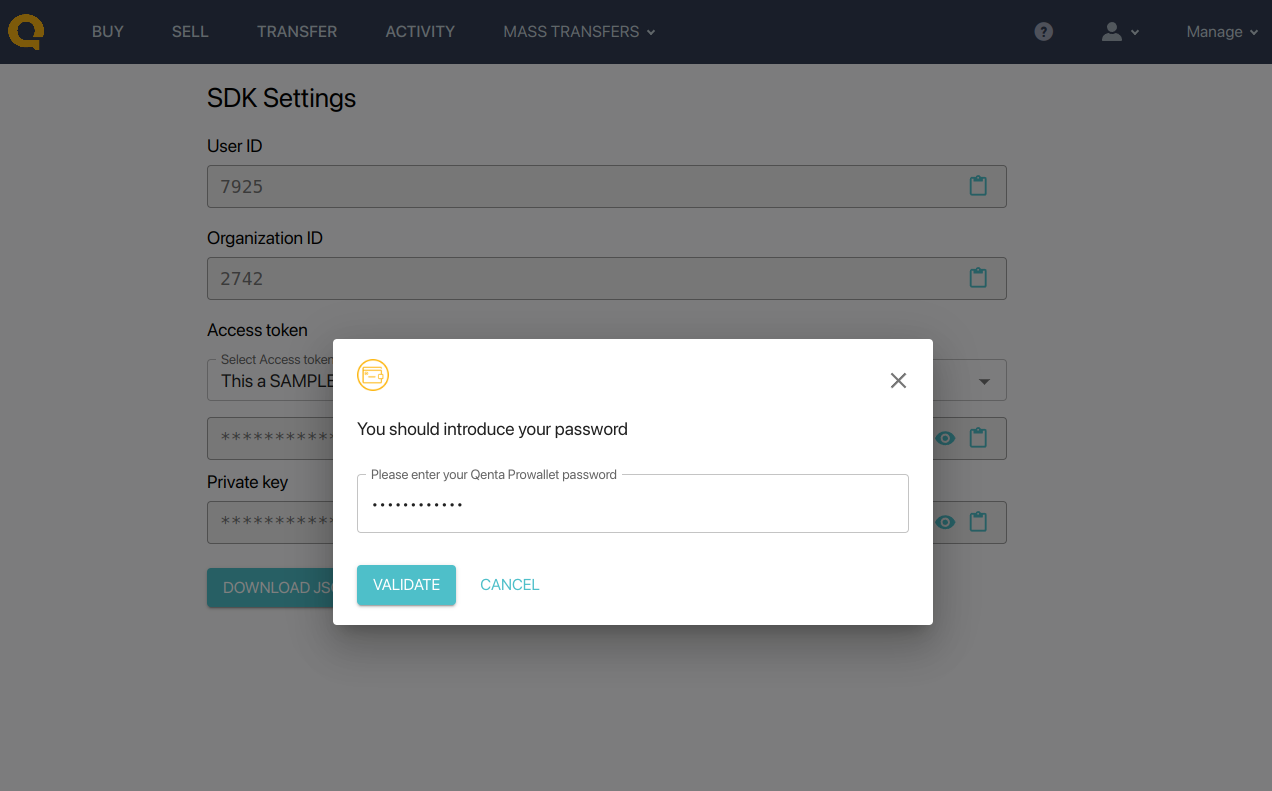 BUY SELL TRANSFER ACTIVITY MASS TRANSFERS ? Manage
SDK Settings
User ID
7925
Organization ID
2742
Access token
Select Access token
This a SAMPLE
***********
Private key
***********
DOWNLOAD JSO
You should introduce your password
Please enter your Qenta Prowallet password
••••••••••••
VALIDATE CANCEL